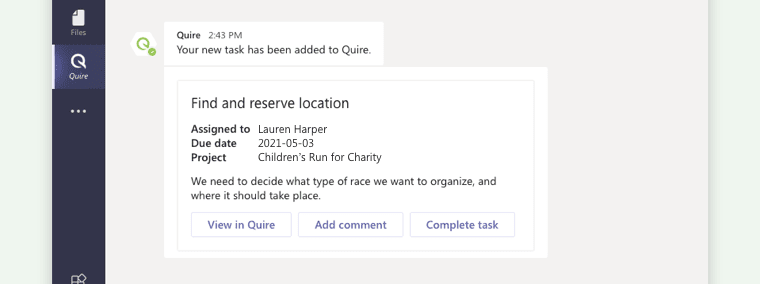 Files
Quire
Quire 2:43 PM
Your new task has been added to Quire.
Find and reserve location
Assigned to Lauren Harper
Due date 2021-05-03
Project Children's Run for Charity
We need to decide what type of race we want to organize, and
where it should take place.
View in Quire Add comment Complete task